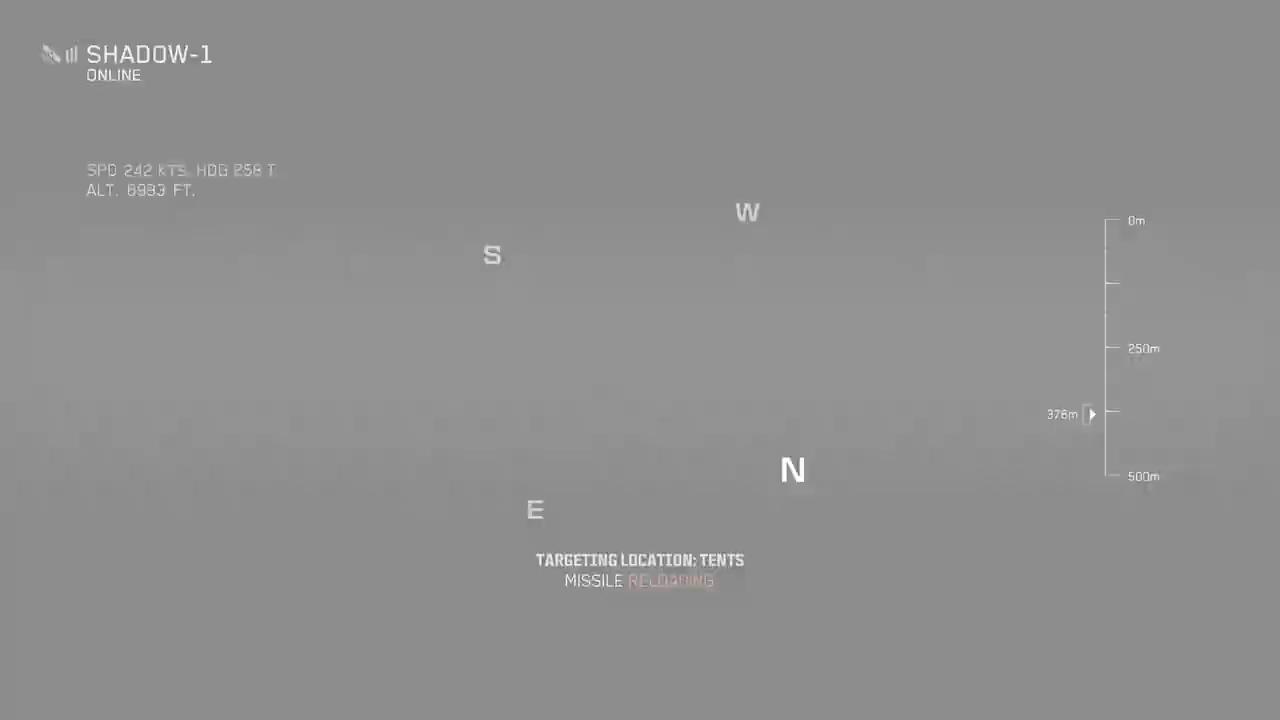 SHADOW-1
ONLINE
SPD 242 KTS. HDG 258 T
ALT. 6983 FT.
W
S
0m
250m
376m
N
500m
E
TARGETING LOCATION: TENTS
MISSILE RELOADING